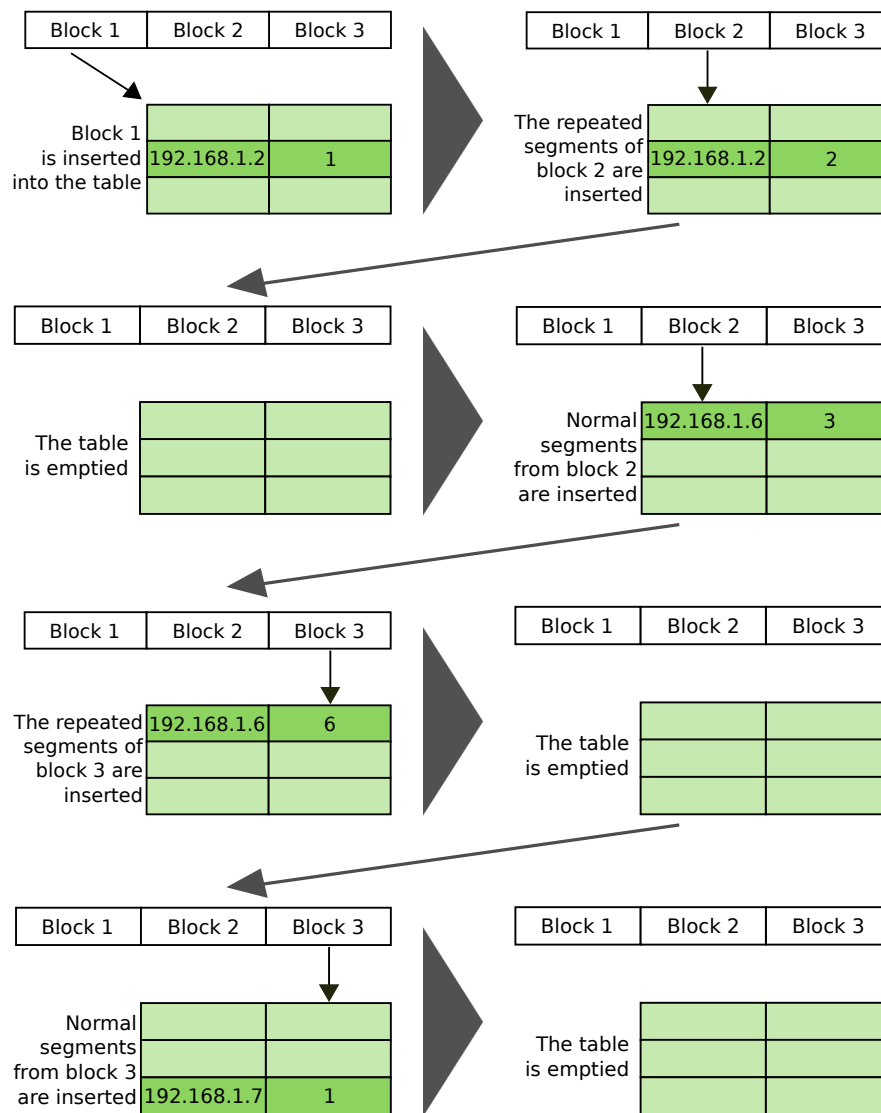 Block 1 Block 2 Block 3
Block 1
is inserted
into the table
192.168.1.2 1
Block 1 Block 2 Block 3
The repeated
segments of
block 2 are
inserted
192.168.1.2 2
Block 1 Block 2 Block 3
The table
is emptied
Block 1 Block 2 Block 3
Normal
segments
from block 2
are inserted
192.168.1.6 3
Block 1 Block 2 Block 3
The repeated
segments of
block 3 are
inserted
192.168.1.6 6
Block 1 Block 2 Block 3
The table
is emptied
Block 1 Block 2 Block 3
Normal
segments
from block 3
are inserted
192.168.1.7 1
Block 1 Block 2 Block 3
The table
is emptied